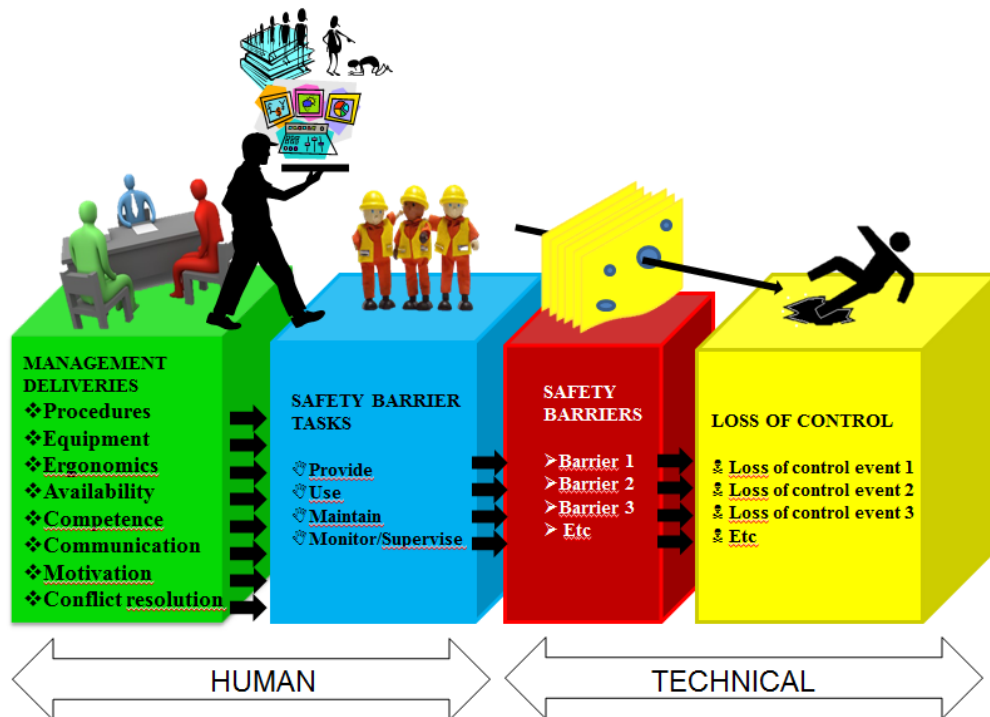 MANAGEMENT
DELIVERIES
❖Procedures
❖Equipment
❖Ergonomics
❖Availability
❖Competence
❖Communication
❖Motivation
❖Conflict resolution
SAFETY BARRIER
TASKS
Provide
Use
Maintain
Monitor/Supervise
SAFETY
BARRIERS
➢Barrier 1
➢Barrier 2
➢Barrier 3
➢ Etc
LOSS OF CONTROL
Loss of control event 1
Loss of control event 2
Loss of control event 3
Etc
HUMAN
TECHNICAL